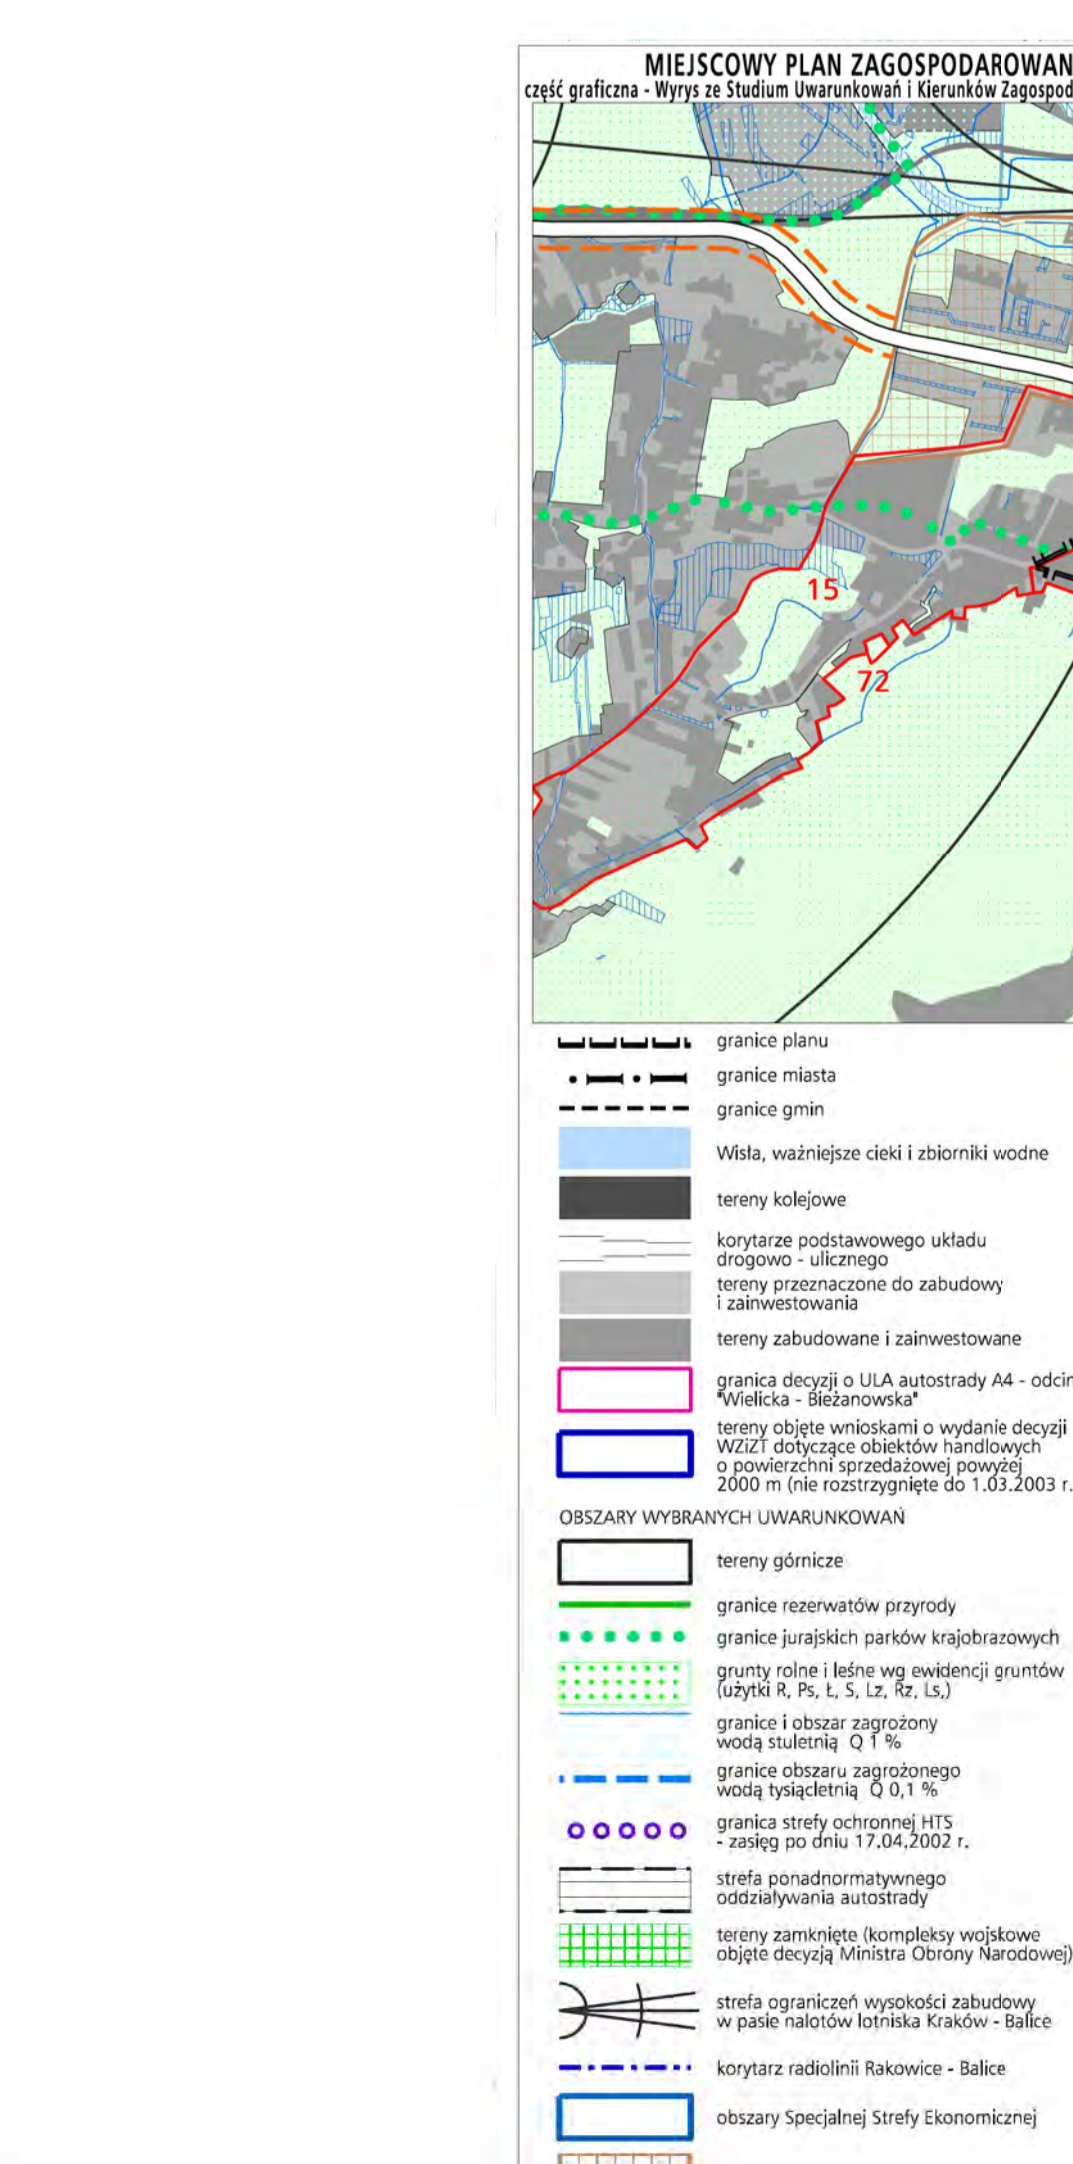 MIEJSCOWY PLAN ZAGOSPODAROWAN
część graficzna - Wyrys ze Studium Uwarunkowań i Kierunków Zagospod
15
72
granice planu
granice miasta
granice gmin
Wisła, ważniejsze cieki i zbiorniki wodne
tereny kolejowe
korytarze podstawowego układu
drogowo - ulicznego
tereny przeznaczone do zabudowy
i zainwestowania
tereny zabudowane i zainwestowane
granica decyzji o ULA autostrady A4 - odcin
"Wielicka - Bieżanowska"
tereny objęte wnioskami o wydanie decyzji
WZiZT dotyczące obiektów handlowych
o powierzchni sprzedażowej powyżej
2000 m (nie rozstrzygnięte do 1.03.2003 r.
OBSZARY WYBRANYCH UWARUNKOWAŃ
tereny górnicze
granice rezerwatów przyrody
granice jurajskich parków krajobrazowych
grunty rolne i leśne wg ewidencji gruntów
(użytki R, Ps, Ł, S, Lz, Rz, Ls,)
granice i obszar zagrożony
wodą stuletnią Q 1 %
granice obszaru zagrożonego
wodą tysiącletnią Q 0,1 %
granica strefy ochronnej HTS
- zasięg po dniu 17.04.2002 r.
strefa ponadnormatywnego
oddziaływania autostrady
tereny zamknięte (kompleksy wojskowe
objęte decyzją Ministra Obrony Narodowej)
strefa ograniczeń wysokości zabudowy
w pasie nalotów lotniska Kraków - Balice
korytarz radiolinii Rakowice - Balice
obszary Specjalnej Strefy Ekonomicznej